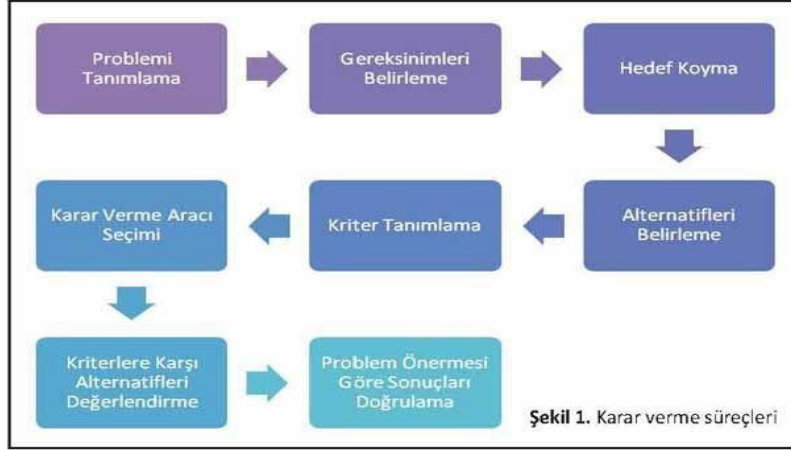 Problemi
Tanımlama
Gereksinimleri
Belirleme
Hedef Koyma
Alternatifleri
Belirleme
Kriter Tanımlama
Karar Verme Aracı
Seçimi
Kriterlere Karşı
Alternatifleri
Değerlendirme
Problem Önermesi
Göre Sonuçları
Doğrulama
Şekil 1. Karar verme süreçleri